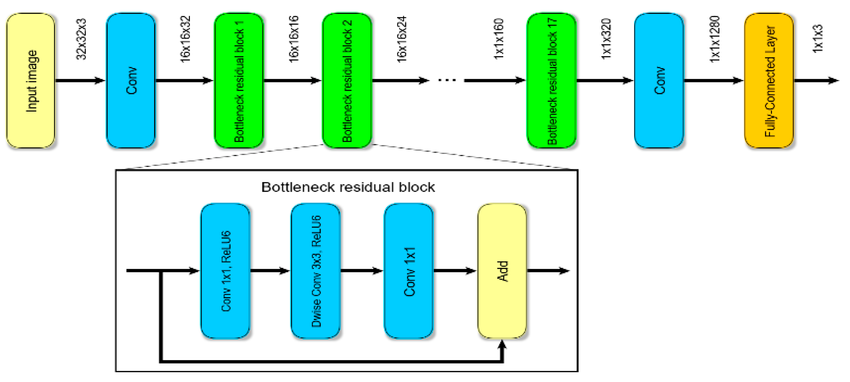 Input image
32x32x3
Conv
16x16x32
Bottleneck residual block 1
16x16x16
Bottleneck residual block 2
16x16x24
...
1x1x160
Bottleneck residual block 17
1x1x320
Conv
1x1x1280
Fully-Connected Layer
1x1x3
Bottleneck residual block
Conv 1x1, ReLU6
Dwise Conv 3x3, ReLU6
Conv 1x1
Add